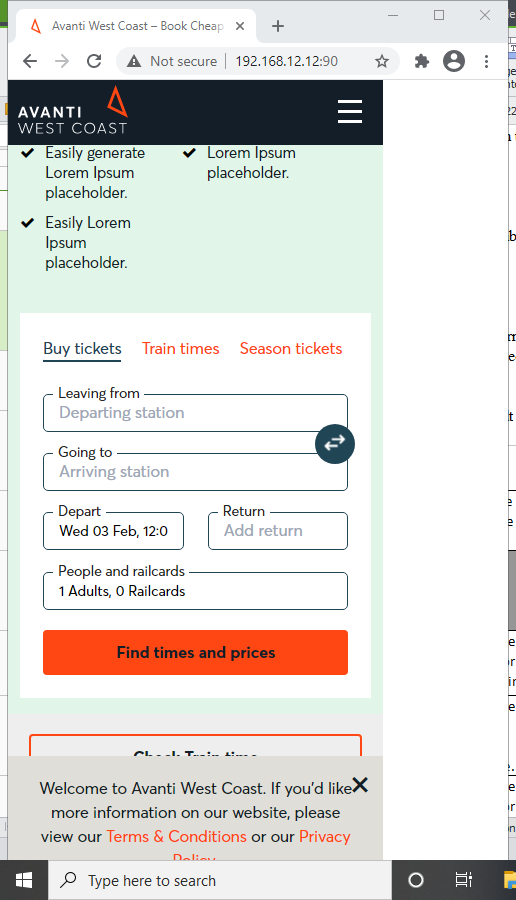 Avanti West Coast – Book Cheap
Not secure | 192.168.12.12:90
AVANTI
WEST COAST
Easily generate
Lorem Ipsum
placeholder.
Lorem Ipsum
placeholder.
Easily Lorem
Ipsum
placeholder.
Buy tickets Train times Season tickets
Leaving from
Departing station
Going to
Arriving station
Depart
Wed 03 Feb, 12:0
Return
Add return
People and railcards
1 Adults, 0 Railcards
Find times and prices
Check Train time
Welcome to Avanti West Coast. If you'd like
more information on our website, please
view our Terms & Conditions or our Privacy
Policy
Type here to search